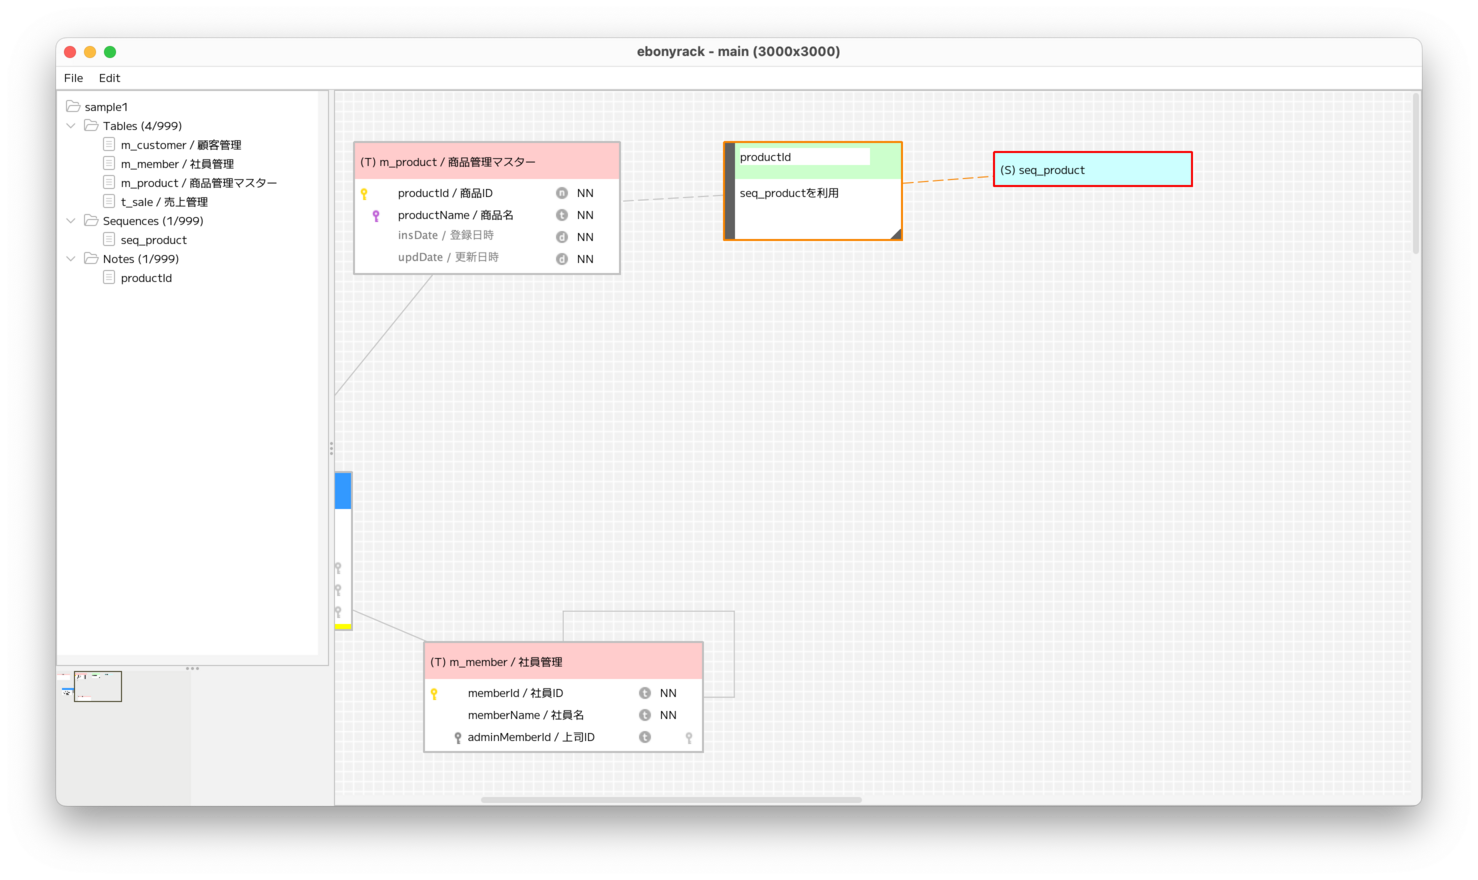 ebonyrack - main (3000x3000)
File Edit
sample1
Tables (4/999)
m_customer / 顧客管理
m_member / 社員管理
m_product / 商品管理マスター
t_sale / 売上管理
Sequences (1/999)
seq_product
Notes (1/999)
productId
(T) m_product / 商品管理マスター
productId / 商品ID n NN
productName / 商品名 t NN
insDate / 登録日時 d NN
updDate / 更新日時 d NN
productId
seq_productを利用
(S) seq_product
(T) m_member / 社員管理
memberId / 社員ID t NN
memberName / 社員名 t NN
adminMemberId / 上司ID t